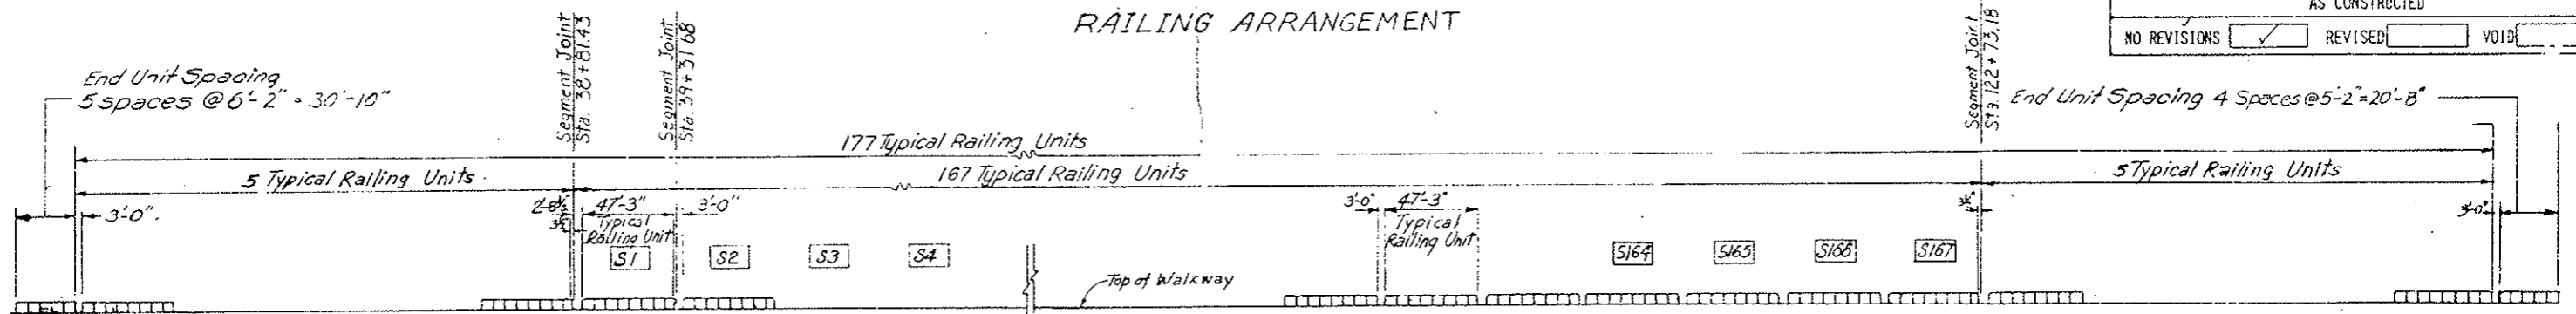 RAILING ARRANGEMENT
AS CONSTRUCTED
NO REVISIONS ✓ REVISED VOID
End Unit Spacing
5 spaces @ 6'-2" = 30'-10"
Segment Joint
Sta. 38+81.43
Segment Joint
Sta. 39+31.68
Segment Joint
Sta. 122+73.18
End Unit Spacing 4 Spaces @ 5'-2" = 20'-8"
177 Typical Railing Units
5 Typical Railing Units
167 Typical Railing Units
5 Typical Railing Units
3'-0"
47'-3"
3'-0"
3'-0"
47'-3"
3'-0"
Typical
Railing Unit
Typical
Railing Unit
S1
S2
S3
S4
S164
S165
S166
S167
Top of Walkway